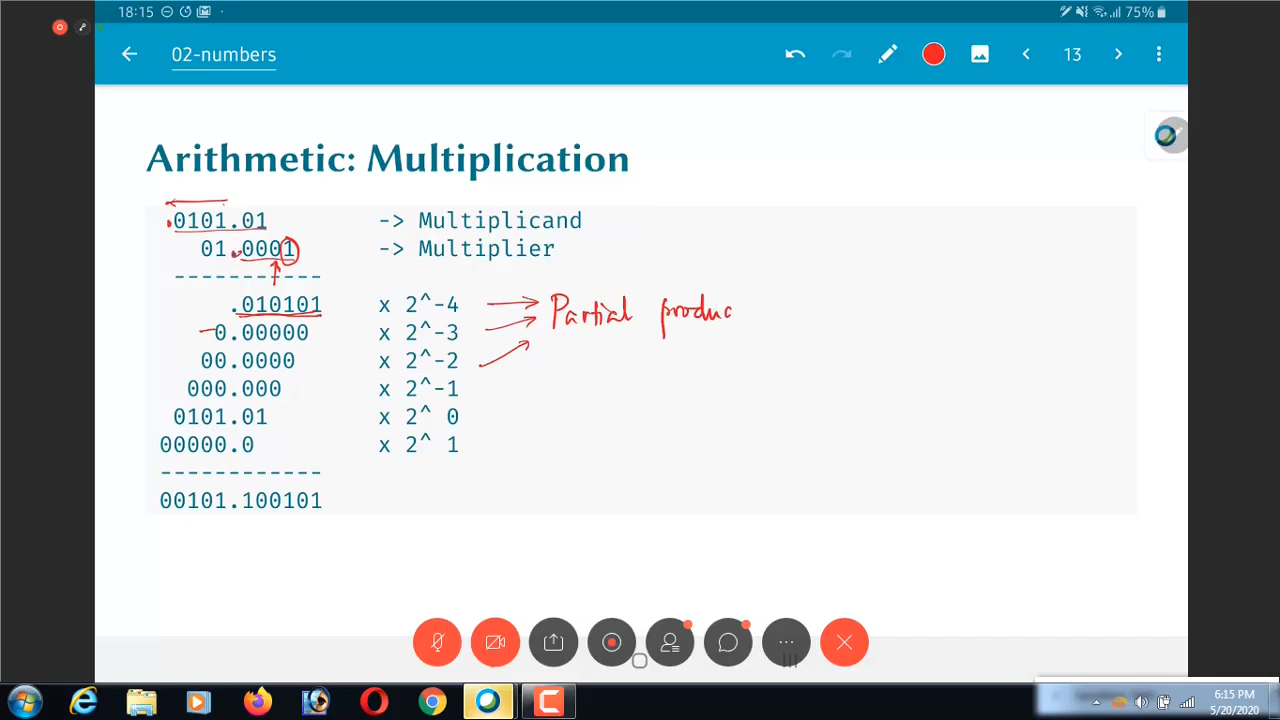 18:15 75%
02-numbers 13
Arithmetic: Multiplication
0101.01 -> Multiplicand
01.0001 -> Multiplier
-----------
.010101 x 2^-4
Partial produc
0.00000 x 2^-3
00.0000 x 2^-2
000.000 x 2^-1
0101.01 x 2^ 0
00000.0 x 2^ 1
------------
00101.100101
6:15 PM
5/20/2020